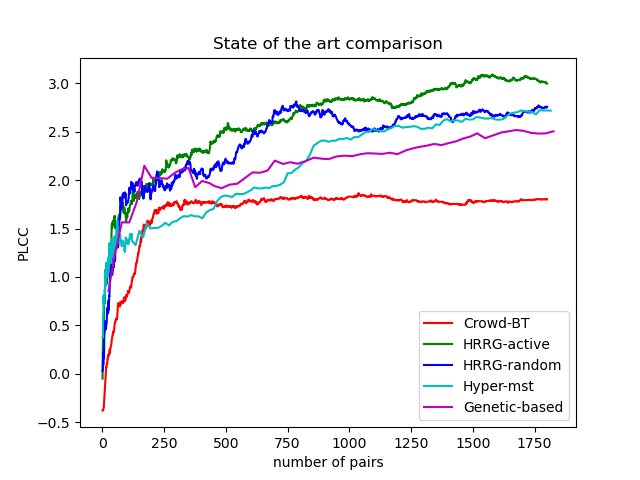 State of the art comparison
PLCC
3.0
2.5
2.0
1.5
1.0
0.5
0.0
−0.5
0 250 500 750 1000 1250 1500 1750
number of pairs
Crowd-BT
HRRG-active
HRRG-random
Hyper-mst
Genetic-based